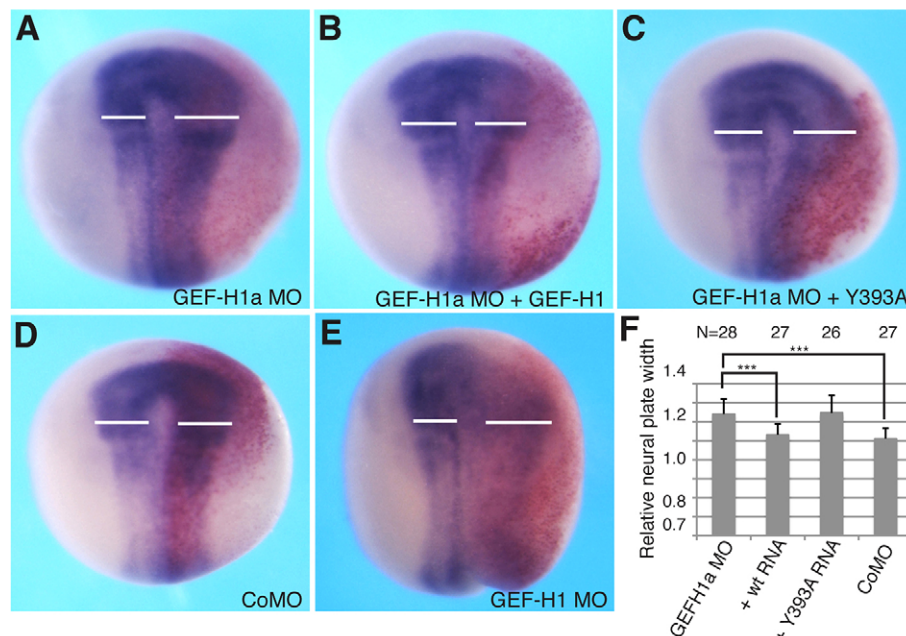 A
GEF-H1a MO
B
GEF-H1a MO + GEF-H1
C
GEF-H1a MO + Y393A
D
CoMO
E
GEF-H1 MO
F
N=28 27 26 27
***
***
Relative neural plate width
1.4
1.2
1.0
0.8
0.7
GEFH1a MO
+ wt RNA
+ Y393A RNA
CoMO